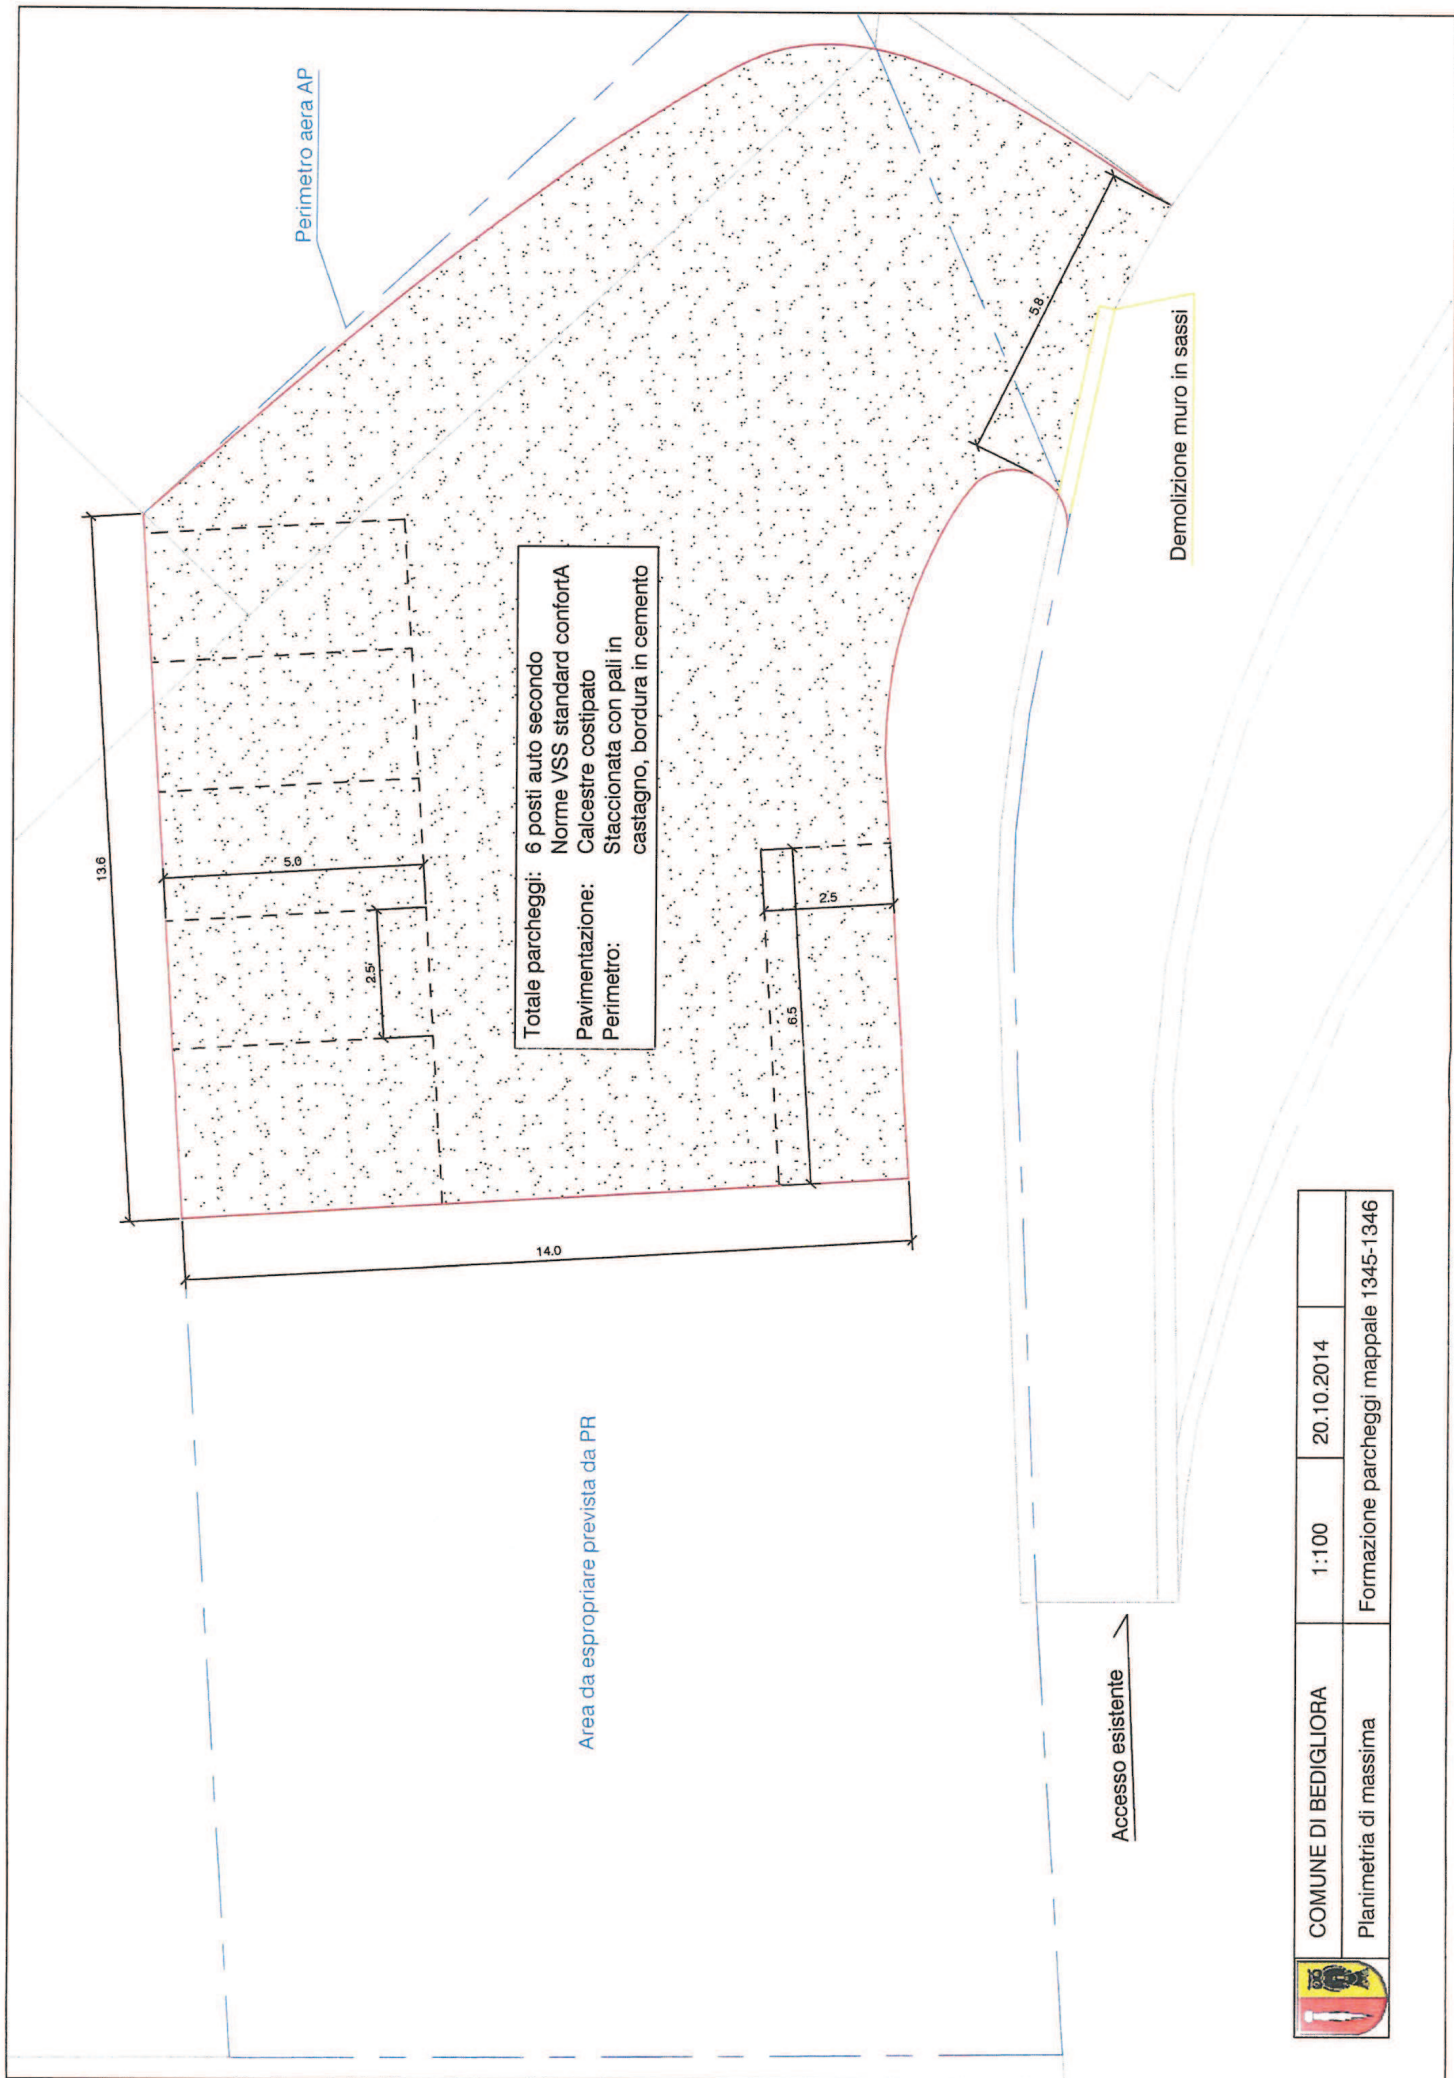 Perimetro aera AP
13.6
5.0
2.5
Totale parcheggi: 6 posti auto secondo
Norme VSS standard confortA
Pavimentazione: Calcestre costipato
Perimetro: Staccionata con pali in
castagno, bordura in cemento
5.8
2.5
6.5
14.0
Demolizione muro in sassi
Area da espropriare prevista da PR
Accesso esistente
COMUNE DI BEDIGLIORA
1:100
20.10.2014
Planimetria di massima
Formazione parcheggi mappale 1345-1346